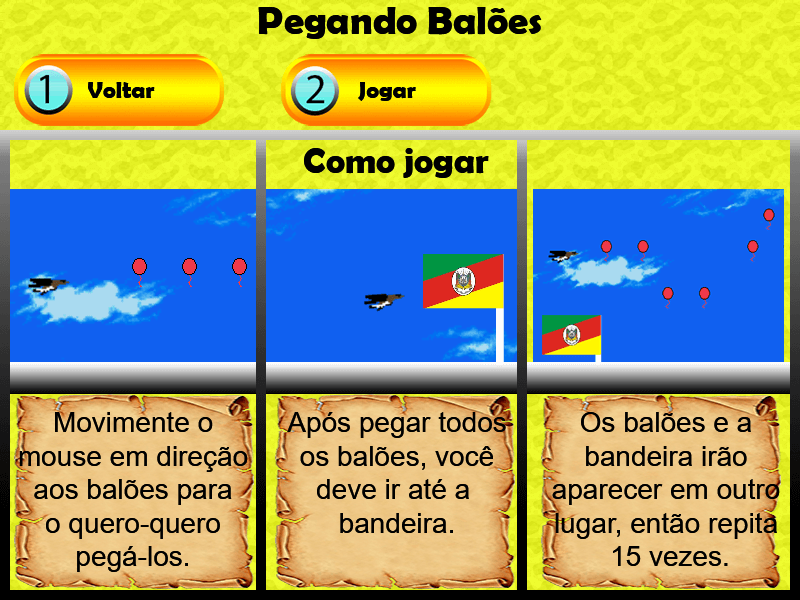 Pegando Balões
1 Voltar
2 Jogar
Como jogar
Movimente o
mouse em direção
aos balões para
o quero-quero
pegá-los.
Após pegar todos
os balões, você
deve ir até a
bandeira.
Os balões e a
bandeira irão
aparecer em outro
lugar, então repita
15 vezes.